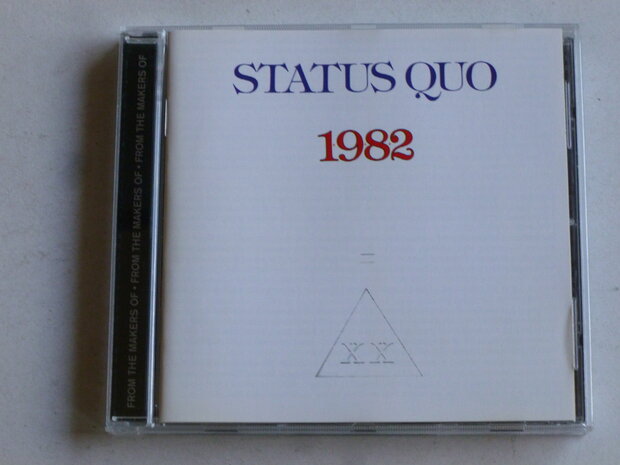 STATUS QUO
1982
=
XX
FROM THE MAKERS OF • FROM THE MAKERS OF • FROM THE MAKERS OF